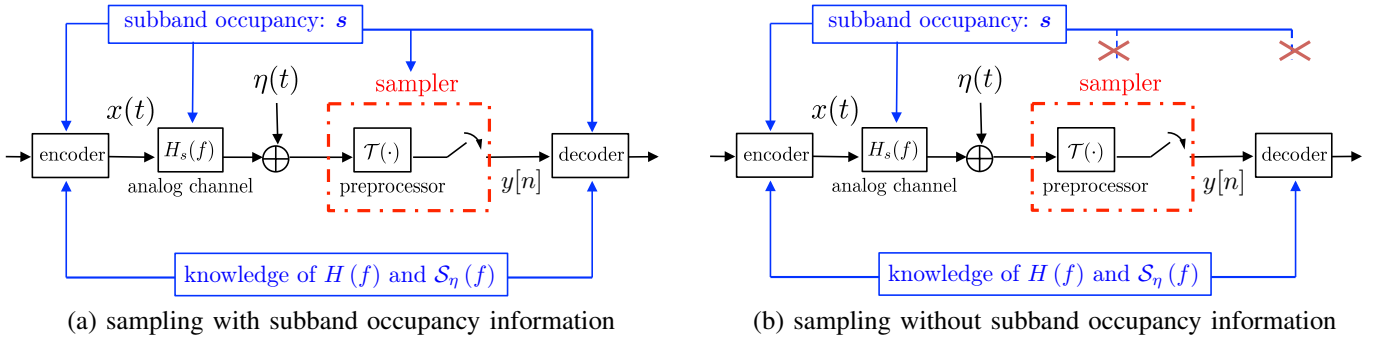 subband occupancy: s
sampler
x(t)
η(t)
encoder
H_s(f)
T(·)
decoder
analog channel
preprocessor
y[n]
knowledge of H (f) and S_η (f)
(a) sampling with subband occupancy information
subband occupancy: s
sampler
x(t)
η(t)
encoder
H_s(f)
T(·)
decoder
analog channel
preprocessor
y[n]
knowledge of H (f) and S_η (f)
(b) sampling without subband occupancy information